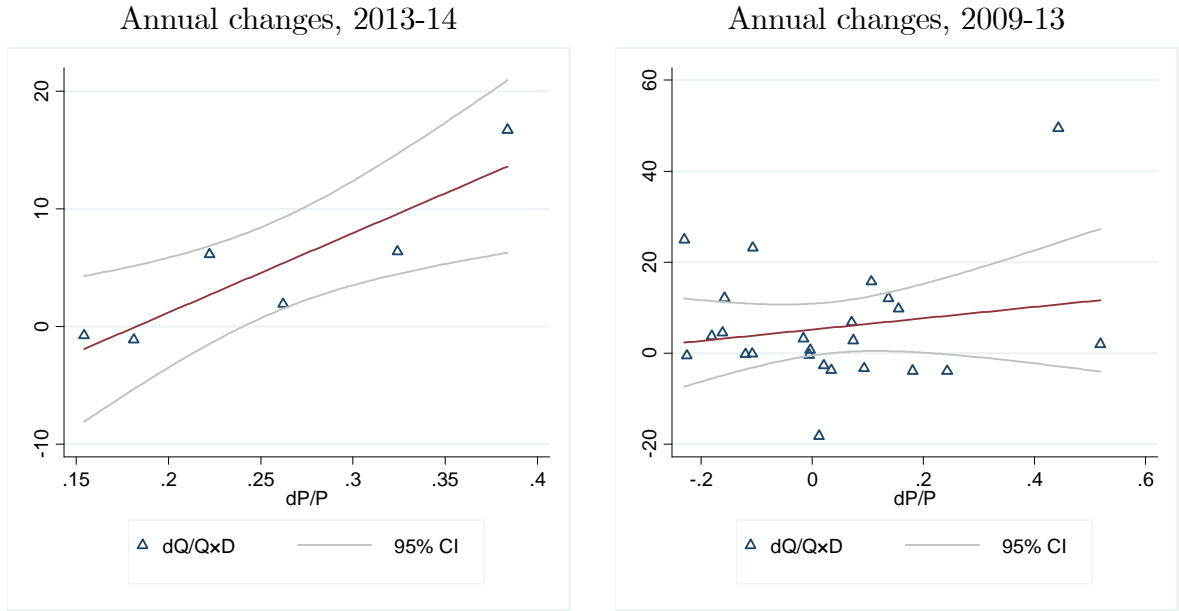 Annual changes, 2013-14
20
10
0
-10
.15 .2 .25 .3 .35 .4
dP/P
dQ/Q×D 95% CI
Annual changes, 2009-13
60
40
20
0
-20
-.2 0 .2 .4 .6
dP/P
dQ/Q×D 95% CI